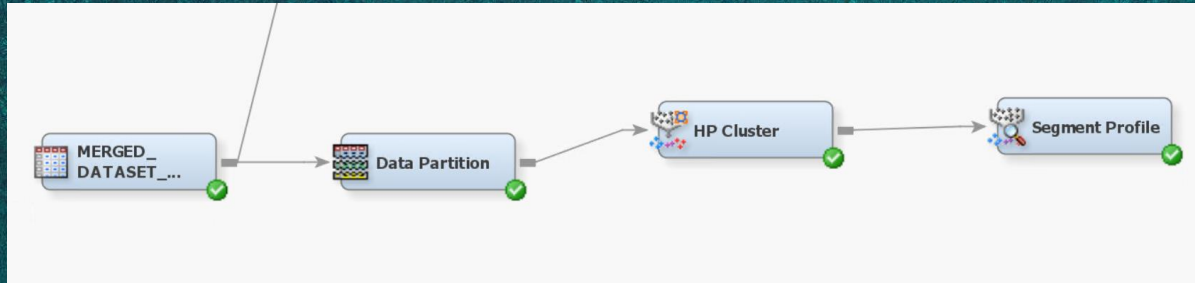 MERGED_
DATASET_...
Data Partition
HP Cluster
Segment Profile